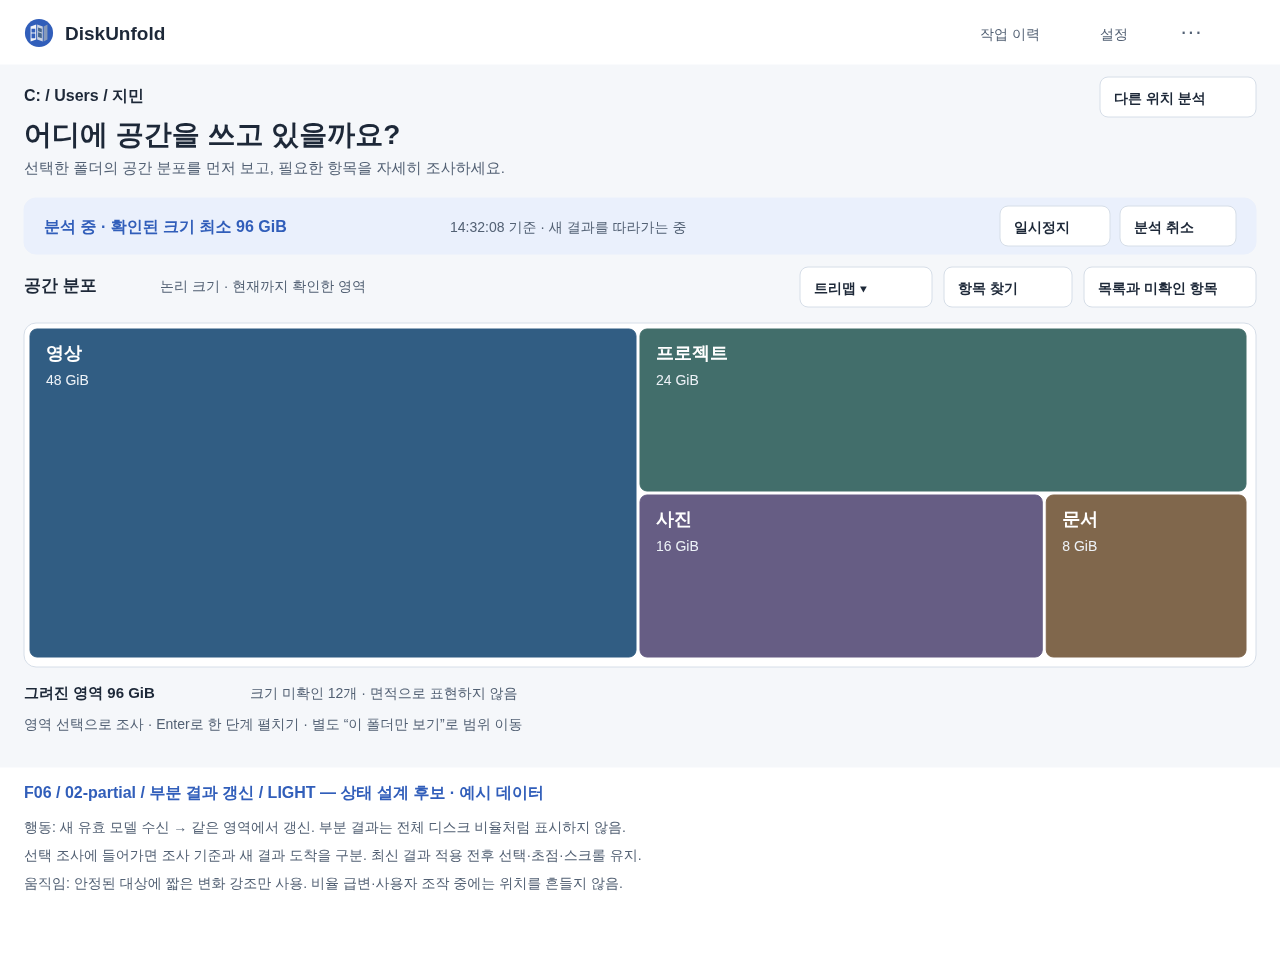 DiskUnfold
작업 이력 설정 ···
C: / Users / 지민
다른 위치 분석
어디에 공간을 쓰고 있을까요?
선택한 폴더의 공간 분포를 먼저 보고, 필요한 항목을 자세히 조사하세요.
분석 중 · 확인된 크기 최소 96 GiB 14:32:08 기준 · 새 결과를 따라가는 중 일시정지 분석 취소
공간 분포 논리 크기 · 현재까지 확인한 영역 트리맵 ▾ 항목 찾기 목록과 미확인 항목
영상
48 GiB
프로젝트
24 GiB
사진
16 GiB
문서
8 GiB
그려진 영역 96 GiB 크기 미확인 12개 · 면적으로 표현하지 않음
영역 선택으로 조사 · Enter로 한 단계 펼치기 · 별도 “이 폴더만 보기”로 범위 이동
F06 / 02-partial / 부분 결과 갱신 / LIGHT — 상태 설계 후보 · 예시 데이터
행동: 새 유효 모델 수신 → 같은 영역에서 갱신. 부분 결과는 전체 디스크 비율처럼 표시하지 않음.
선택 조사에 들어가면 조사 기준과 새 결과 도착을 구분. 최신 결과 적용 전후 선택·초점·스크롤 유지.
움직임: 안정된 대상에 짧은 변화 강조만 사용. 비율 급변·사용자 조작 중에는 위치를 흔들지 않음.